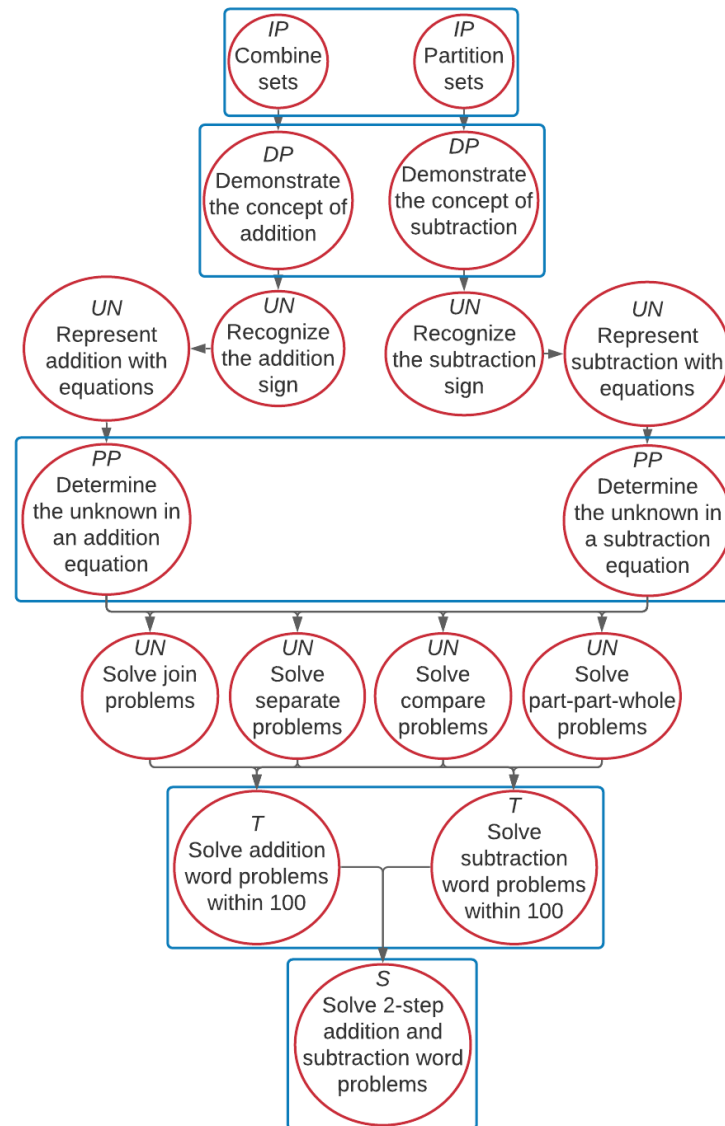 IP
Combine
sets
IP
Partition
sets
DP
Demonstrate
the concept of
addition
DP
Demonstrate
the concept of
subtraction
UN
Represent
addition with
equations
UN
Recognize
the addition
sign
UN
Recognize
the subtraction
sign
UN
Represent
subtraction with
equations
PP
Determine
the unknown in
an addition
equation
PP
Determine
the unknown in
a subtraction
equation
UN
Solve join
problems
UN
Solve
separate
problems
UN
Solve
compare
problems
UN
Solve
part-part-whole
problems
T
Solve addition
word problems
within 100
T
Solve
subtraction
word problems
within 100
S
Solve 2-step
addition and
subtraction word
problems